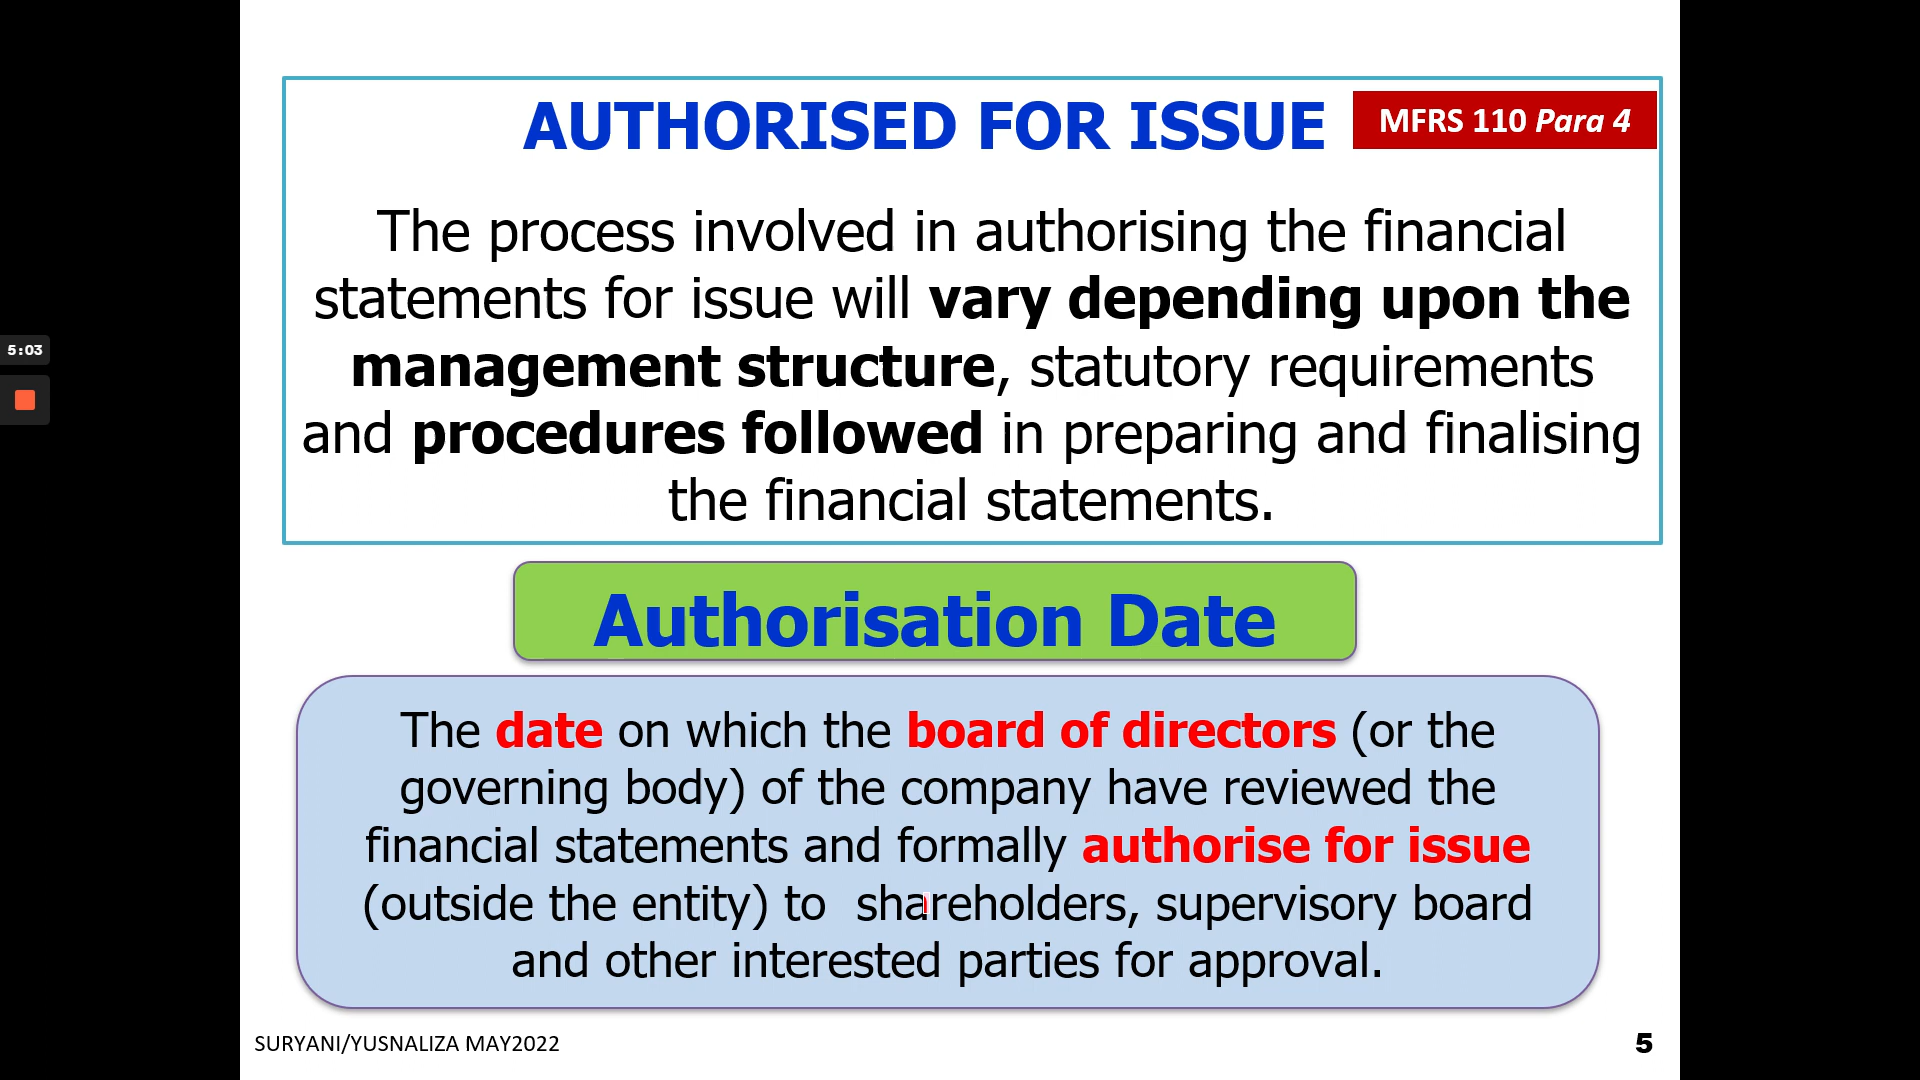 AUTHORISED FOR ISSUE
MFRS 110 Para 4
The process involved in authorising the financial
statements for issue will vary depending upon the
management structure, statutory requirements
and procedures followed in preparing and finalising
the financial statements.
5:03
Authorisation Date
The date on which the board of directors (or the
governing body) of the company have reviewed the
financial statements and formally authorise for issue
(outside the entity) to shareholders, supervisory board
and other interested parties for approval.
SURYANI/YUSNALIZA MAY2022
5